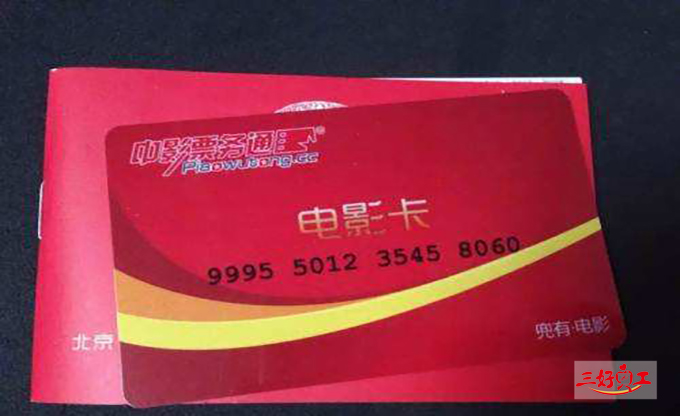 中影票务通®
Piaowutong.cc
电影卡
9995 5012 3545 8060
北京
兜有·电影
三好员工